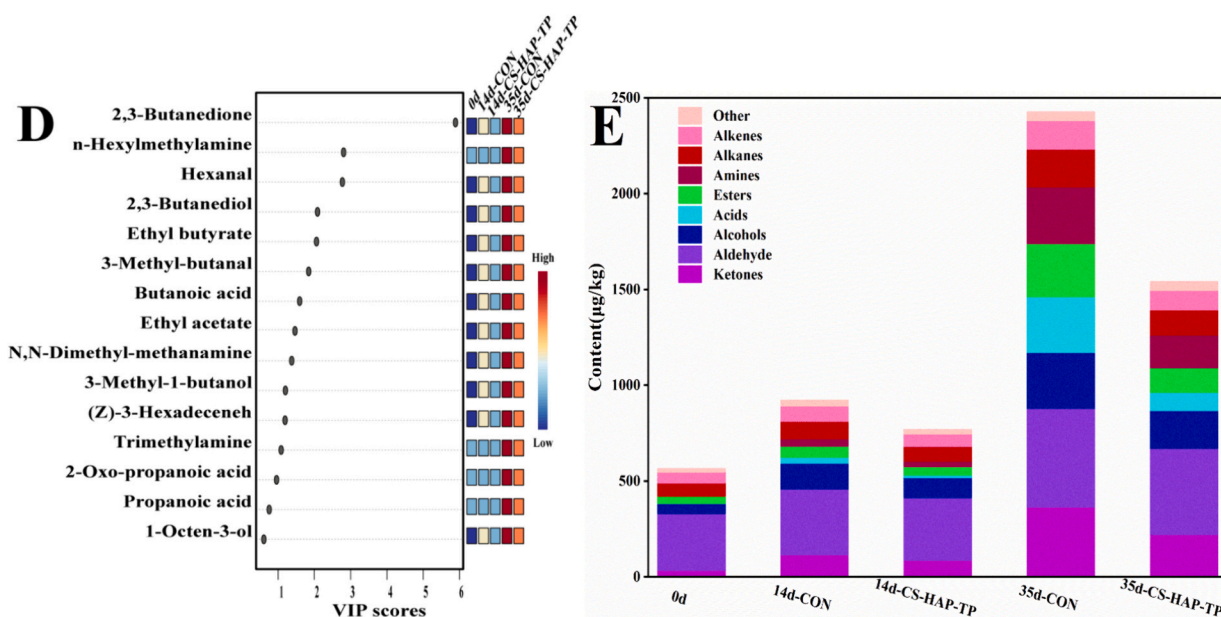 D
0d
14d-CON
14d-CS-HAP-TP
35d-CON
35d-CS-HAP-TP
2,3-Butanedione
n-Hexylmethylamine
Hexanal
2,3-Butanediol
Ethyl butyrate
3-Methyl-butanal
Butanoic acid
Ethyl acetate
N,N-Dimethyl-methanamine
3-Methyl-1-butanol
(Z)-3-Hexadeceneh
Trimethylamine
2-Oxo-propanoic acid
Propanoic acid
1-Octen-3-ol
High
Low
1 2 3 4 5 6
VIP scores
E
Other
Alkenes
Alkanes
Amines
Esters
Acids
Alcohols
Aldehyde
Ketones
Content(μg/kg)
2500
2000
1500
1000
500
0
0d
14d-CON
14d-CS-HAP-TP
35d-CON
35d-CS-HAP-TP